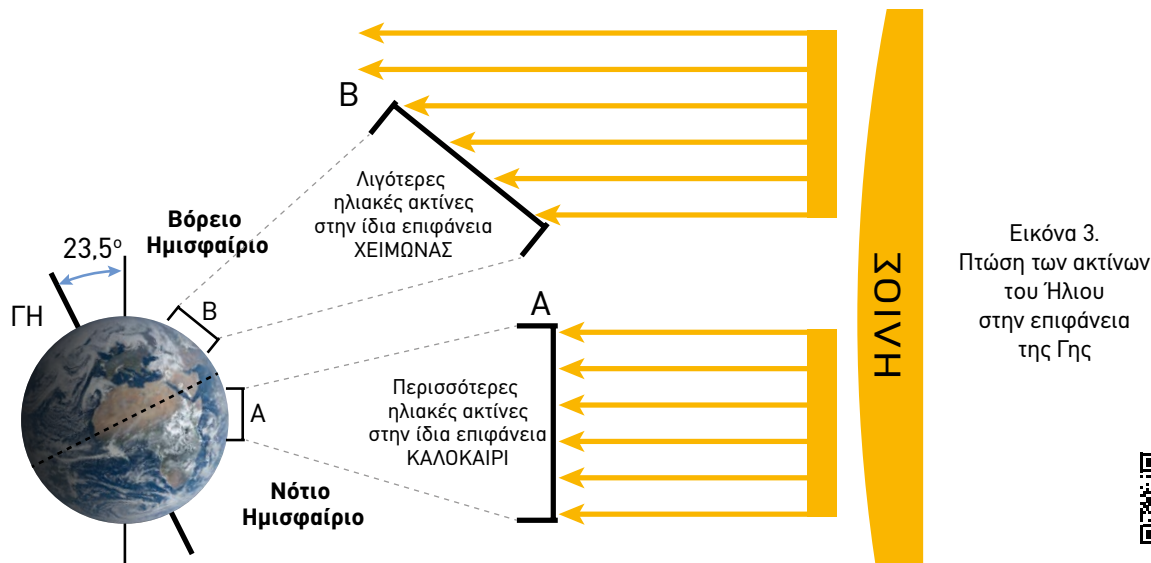 B
Λιγότερες
ηλιακές ακτίνες
στην ίδια επιφάνεια
ΧΕΙΜΩΝΑΣ
Βόρειο
Ημισφαίριο
23,5°
ΓΗ
B
A
A
Περισσότερες
ηλιακές ακτίνες
στην ίδια επιφάνεια
ΚΑΛΟΚΑΙΡΙ
Νότιο
Ημισφαίριο
ΗΛΙΟΣ
Εικόνα 3.
Πτώση των ακτίνων
του Ήλιου
στην επιφάνεια
της Γης